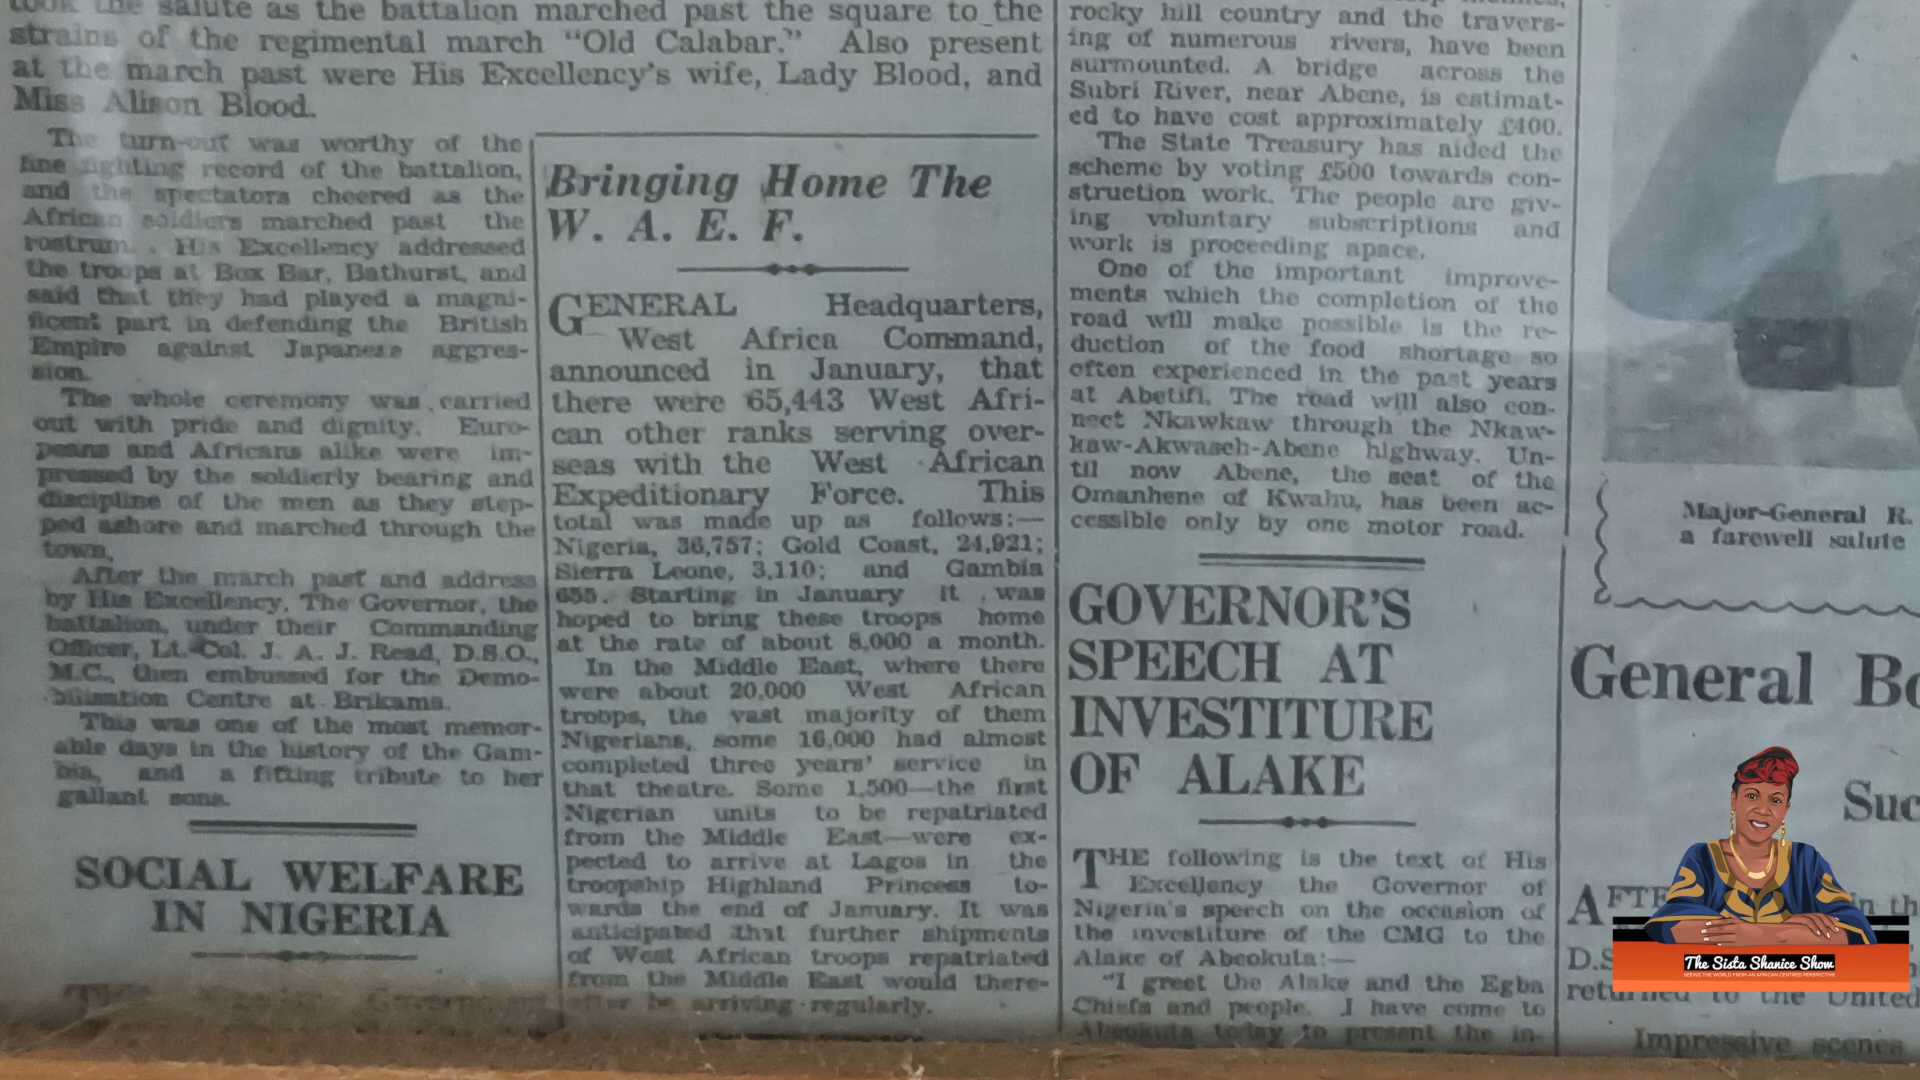 took the salute as the battalion marched past the square to the
strains of the regimental march "Old Calabar." Also present
at the march past were His Excellency's wife, Lady Blood, and
Miss Alison Blood.
The turn-out was worthy of the
fine fighting record of the battalion,
and the spectators cheered as the
African soldiers marched past the
rostrum. His Excellency addressed
the troops at Box Bar, Bathurst, and
said that they had played a magni-
ficent part in defending the British
Empire against Japanese aggres-
sion.
The whole ceremony was carried
out with pride and dignity. Euro-
peans and Africans alike were im-
pressed by the soldierly bearing and
discipline of the men as they step-
ped ashore and marched through the
town.
After the march past and address
by His Excellency, The Governor, the
battalion, under their Commanding
Officer, Lt. Col. J. A. J. Read, D.S.O.,
M.C., then embussed for the Demo-
bilisation Centre at Brikama.
This was one of the most memor-
able days in the history of the Gam-
bia, and a fitting tribute to her
gallant sons.
SOCIAL WELFARE
IN NIGERIA
Bringing Home The
W. A. E. F.
GENERAL Headquarters,
West Africa Command,
announced in January, that
there were 65,443 West Afri-
can other ranks serving over-
seas with the West African
Expeditionary Force. This
total was made up as follows:—
Nigeria, 36,757; Gold Coast, 24,921;
Sierra Leone, 3,110; and Gambia
655. Starting in January it was
hoped to bring these troops home
at the rate of about 8,000 a month.
In the Middle East, where there
were about 20,000 West African
troops, the vast majority of them
Nigerians, some 16,000 had almost
completed three years' service in
that theatre. Some 1,500—the first
Nigerian units to be repatriated
from the Middle East—were ex-
pected to arrive at Lagos in the
troopship Highland Princess to-
wards the end of January. It was
anticipated that further shipments
of West African troops repatriated
from the Middle East would there-
after be arriving regularly.
rocky hill country and the travers-
ing of numerous rivers, have been
surmounted. A bridge across the
Subri River, near Abene, is estimat-
ed to have cost approximately £400.
The State Treasury has aided the
scheme by voting £500 towards con-
struction work. The people are giv-
ing voluntary subscriptions and
work is proceeding apace.
One of the important improve-
ments which the completion of the
road will make possible is the re-
duction of the food shortage so
often experienced in the past years
at Abetifi. The road will also con-
nect Nkawkaw through the Nkaw-
kaw-Akwaseh-Abene highway. Un-
til now Abene, the seat of the
Omanhene of Kwahu, has been ac-
cessible only by one motor road.
GOVERNOR'S
SPEECH AT
INVESTITURE
OF ALAKE
THE following is the text of His
Excellency the Governor of
Nigeria's speech on the occasion of
the investiture of the CMG to the
Alake of Abeokuta:—
"I greet the Alake and the Egba
Chiefs and people. I have come to
Abeokuta today to present the in-
Major-General R.
a farewell salute
General
Suc
AFTE
in th
D.S
returned to the United
Impressive scenes
The Sista Shanice Show
SEEING THE WORLD FROM AN AFRICAN CENTRED PERSPECTIVE